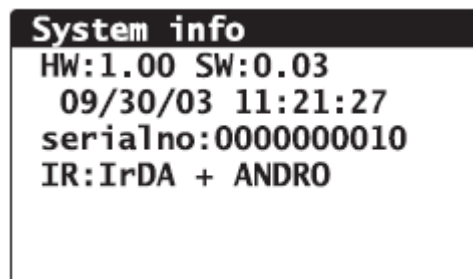 System info
HW:1.00 SW:0.03
09/30/03 11:21:27
serialno:0000000010
IR:IrDA + ANDRO